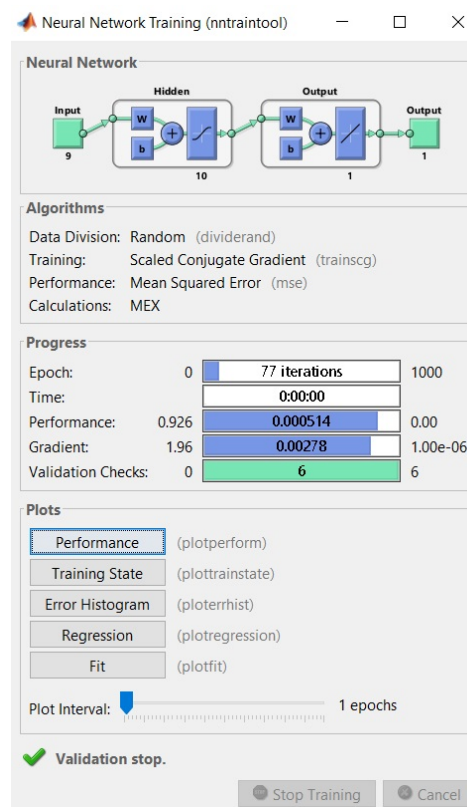 Neural Network Training (nntraintool)
Neural Network
Hidden Output
Input W b + W b + Output
9 10 1 1
Algorithms
Data Division: Random (dividerand)
Training: Scaled Conjugate Gradient (trainscg)
Performance: Mean Squared Error (mse)
Calculations: MEX
Progress
Epoch: 0 77 iterations 1000
Time: 0:00:00
Performance: 0.926 0.000514 0.00
Gradient: 1.96 0.00278 1.00e-06
Validation Checks: 0 6 6
Plots
Performance (plotperform)
Training State (plottrainstate)
Error Histogram (ploterrhist)
Regression (plotregression)
Fit (plotfit)
Plot Interval: 1 epochs
Validation stop.
Stop Training Cancel